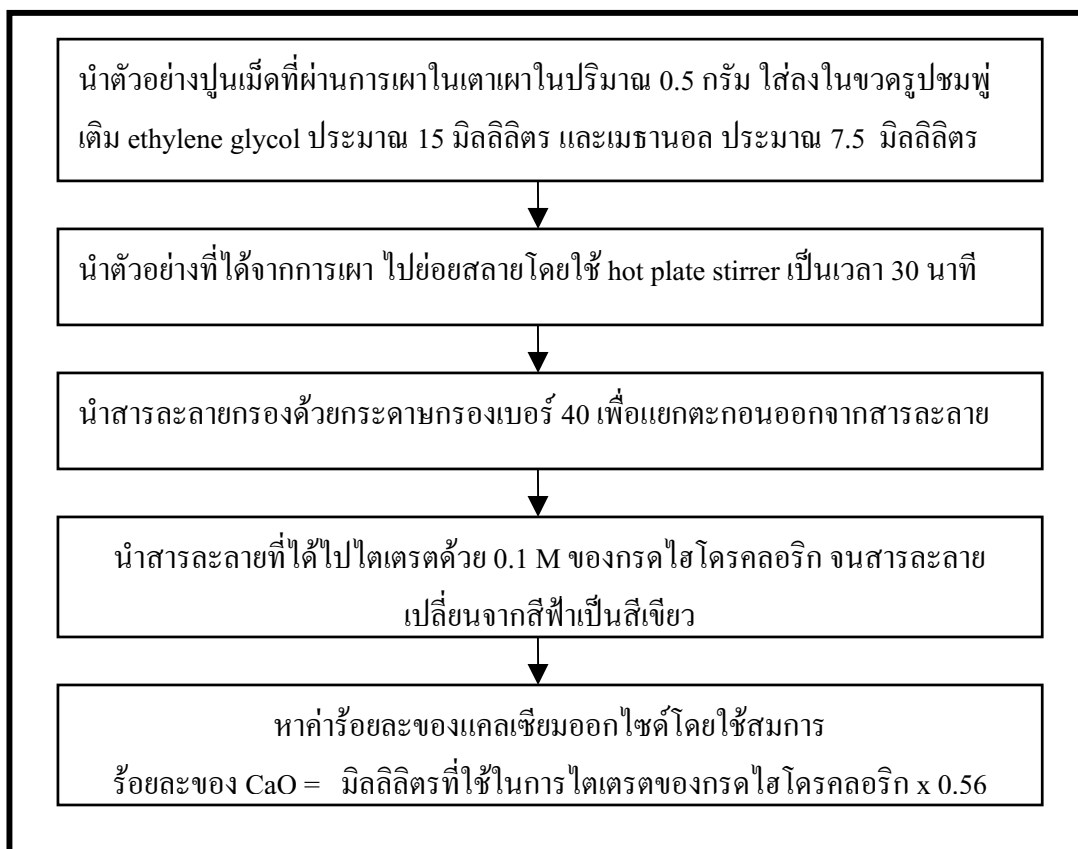 นำตัวอย่างปูนเม็ดที่ผ่านการเผาในเตาเผาในปริมาณ 0.5 กรัม ใส่ลงในขวดรูปชมพู่
เติม ethylene glycol ประมาณ 15 มิลลิลิตร และเมธานอล ประมาณ 7.5 มิลลิลิตร
นำตัวอย่างที่ได้จากการเผา ไปย่อยสลายโดยใช้ hot plate stirrer เป็นเวลา 30 นาที
นำสารละลายกรองด้วยกระดาษกรองเบอร์ 40 เพื่อแยกตะกอนออกจากสารละลาย
นำสารละลายที่ได้ไปไตเตรตด้วย 0.1 M ของกรดไฮโดรคลอริก จนสารละลาย
เปลี่ยนจากสีฟ้าเป็นสีเขียว
หาค่าร้อยละของแคลเซียมออกไซด์โดยใช้สมการ
ร้อยละของ CaO = มิลลิลิตรที่ใช้ในการไตเตรตของกรดไฮโดรคลอริก x 0.56